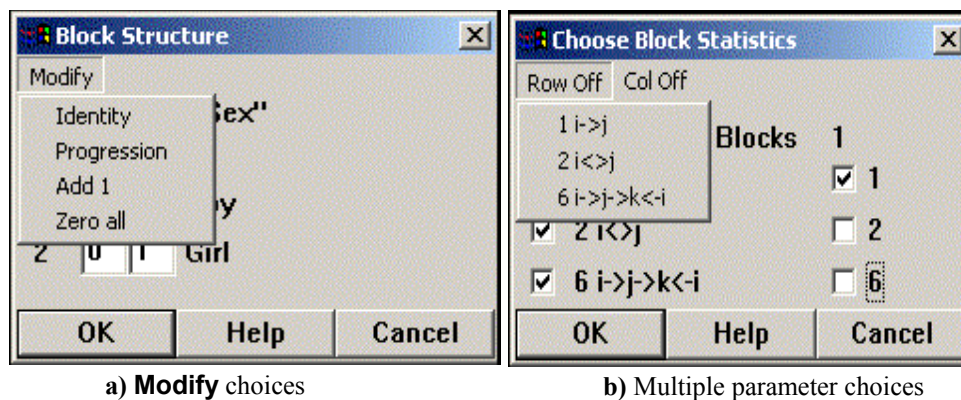 Block Structure
Modify
Identity
Progression
Add 1
Zero all
Sex"
2 0 1 Girl
OK Help Cancel
a) Modify choices
Choose Block Statistics
Row Off Col Off
1 i->j
2 i<>j
6 i->j->k<-i
Blocks 1
1
2 i<>j 2
6 i->j->k<-i 6
OK Help Cancel
b) Multiple parameter choices